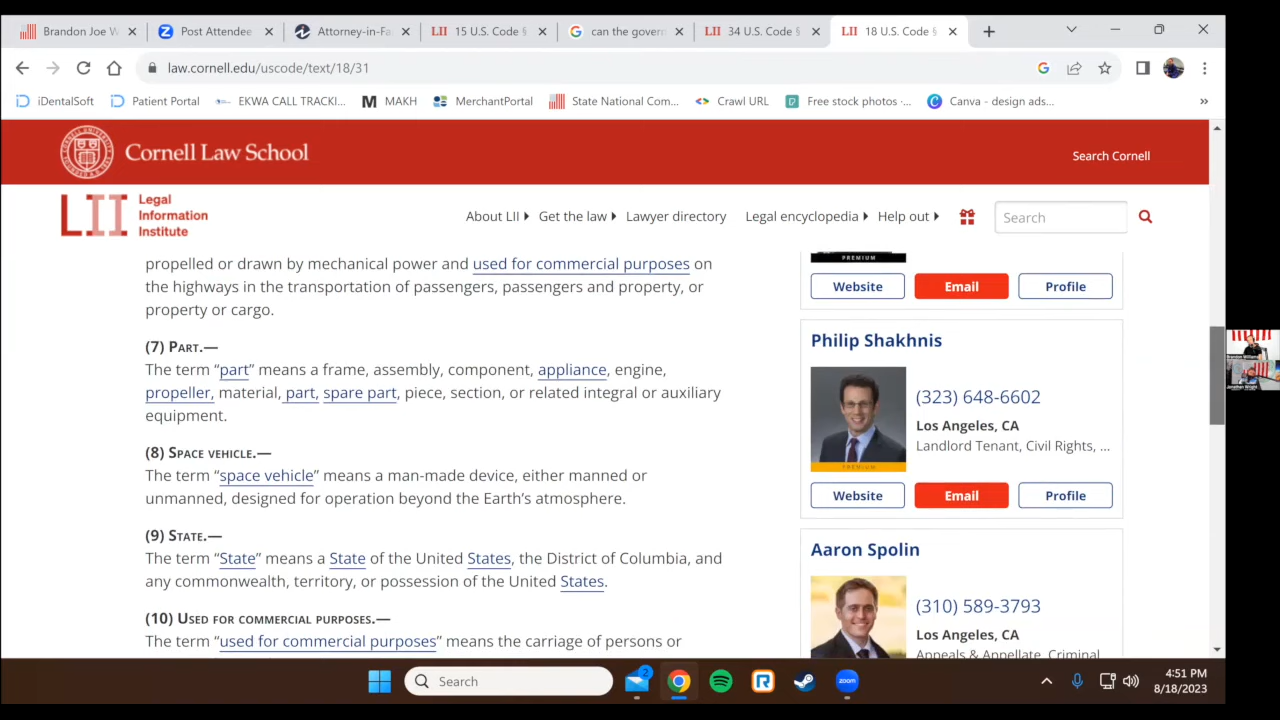 Brandon Joe W
Post Attendee
Attorney-in-Fa
LII 15 U.S. Code §
can the gover
LII 34 U.S. Code §
LII 18 U.S. Code §
law.cornell.edu/uscode/text/18/31
iDentalSoft
Patient Portal
EKWA CALL TRACKI...
MAKH
MerchantPortal
State National Com...
Crawl URL
Free stock photos ·...
Canva - design ads...
»
Cornell Law School
Search Cornell
LII
Legal
Information
Institute
About LII
Get the law
Lawyer directory
Legal encyclopedia
Help out
Search
propelled or drawn by mechanical power and used for commercial purposes on
the highways in the transportation of passengers, passengers and property, or
property or cargo.
(7) Part.—
The term “part” means a frame, assembly, component, appliance, engine,
propeller, material, part, spare part, piece, section, or related integral or auxiliary
equipment.
(8) Space vehicle.—
The term “space vehicle” means a man-made device, either manned or
unmanned, designed for operation beyond the Earth’s atmosphere.
(9) State.—
The term “State” means a State of the United States, the District of Columbia, and
any commonwealth, territory, or possession of the United States.
(10) Used for commercial purposes.—
The term “used for commercial purposes” means the carriage of persons or
PREMIUM
Website
Email
Profile
Philip Shakhnis
(323) 648-6602
Los Angeles, CA
Landlord Tenant, Civil Rights, ...
PREMIUM
Website
Email
Profile
Aaron Spolin
(310) 589-3793
Los Angeles, CA
Appeals & Appellate, Criminal
Search
2
zoom
4:51 PM
8/18/2023